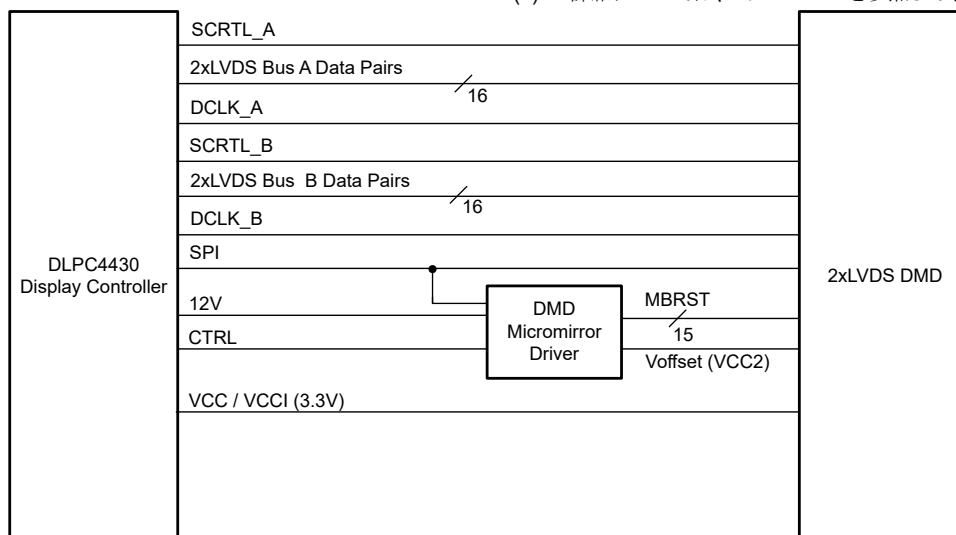 SCRTL_A
2xLVDS Bus A Data Pairs
16
DCLK_A
SCRTL_B
2xLVDS Bus B Data Pairs
16
DCLK_B
SPI
DLPC4430
Display Controller
2xLVDS DMD
12V
CTRL
DMD
Micromirror
Driver
MBRST
15
Voffset (VCC2)
VCC / VCCI (3.3V)